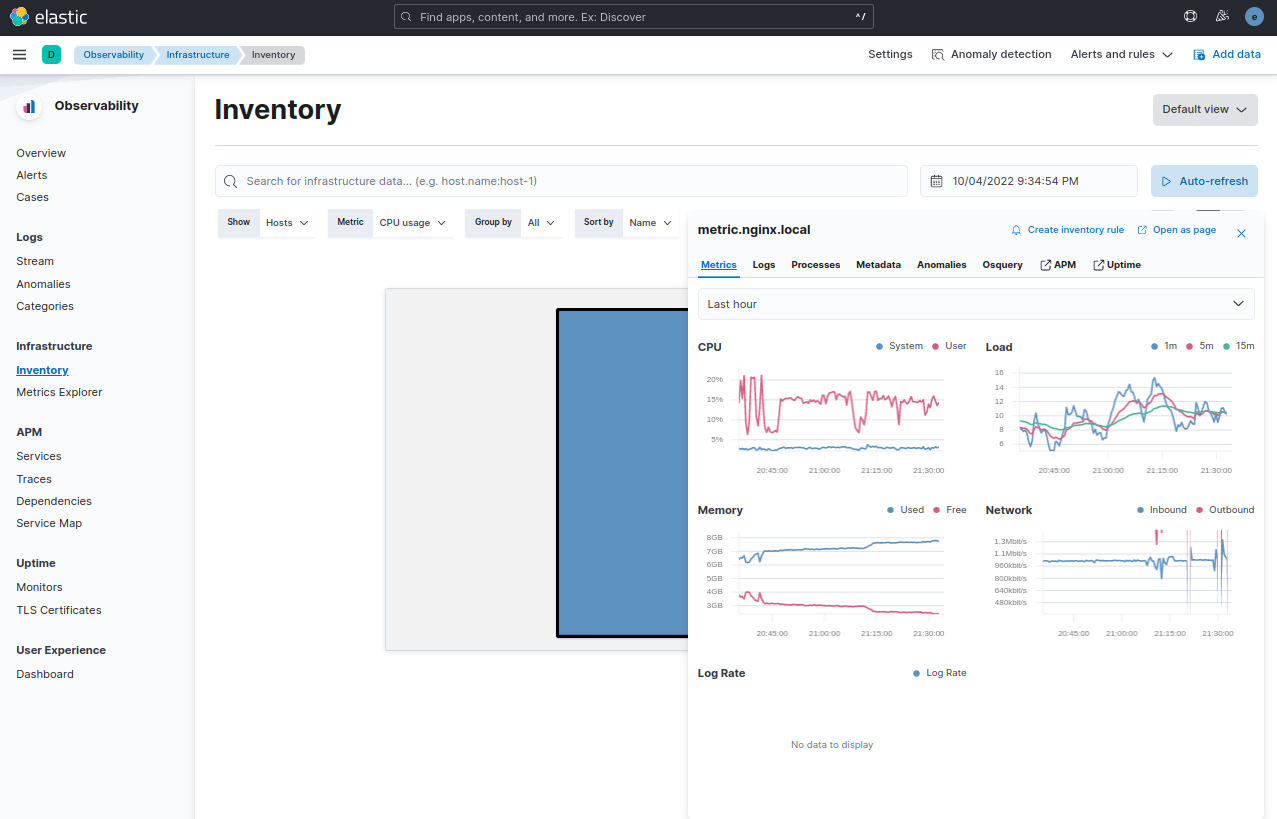 elastic
Find apps, content, and more. Ex: Discover
^/
e
D
Observability
Infrastructure
Inventory
Settings
Anomaly detection
Alerts and rules
Add data
Observability
Overview
Alerts
Cases
Logs
Stream
Anomalies
Categories
Infrastructure
Inventory
Metrics Explorer
APM
Services
Traces
Dependencies
Service Map
Uptime
Monitors
TLS Certificates
User Experience
Dashboard
Inventory
Default view
Search for infrastructure data... (e.g. host.name:host-1)
10/04/2022 9:34:54 PM
Auto-refresh
Show Hosts
Metric CPU usage
Group by All
Sort by Name
metric.nginx.local
Create inventory rule
Open as page
Metrics Logs Processes Metadata Anomalies Osquery APM Uptime
Last hour
CPU
System User
20%
15%
10%
5%
20:45:00 21:00:00 21:15:00 21:30:00
Load
1m 5m 15m
16
14
12
10
8
6
20:45:00 21:00:00 21:15:00 21:30:00
Memory
Used Free
8GB
7GB
6GB
5GB
4GB
3GB
20:45:00 21:00:00 21:15:00 21:30:00
Network
Inbound Outbound
1.3Mbit/s
1.1Mbit/s
960kbit/s
800kbit/s
640kbit/s
480kbit/s
20:45:00 21:00:00 21:15:00 21:30:00
Log Rate
Log Rate
No data to display